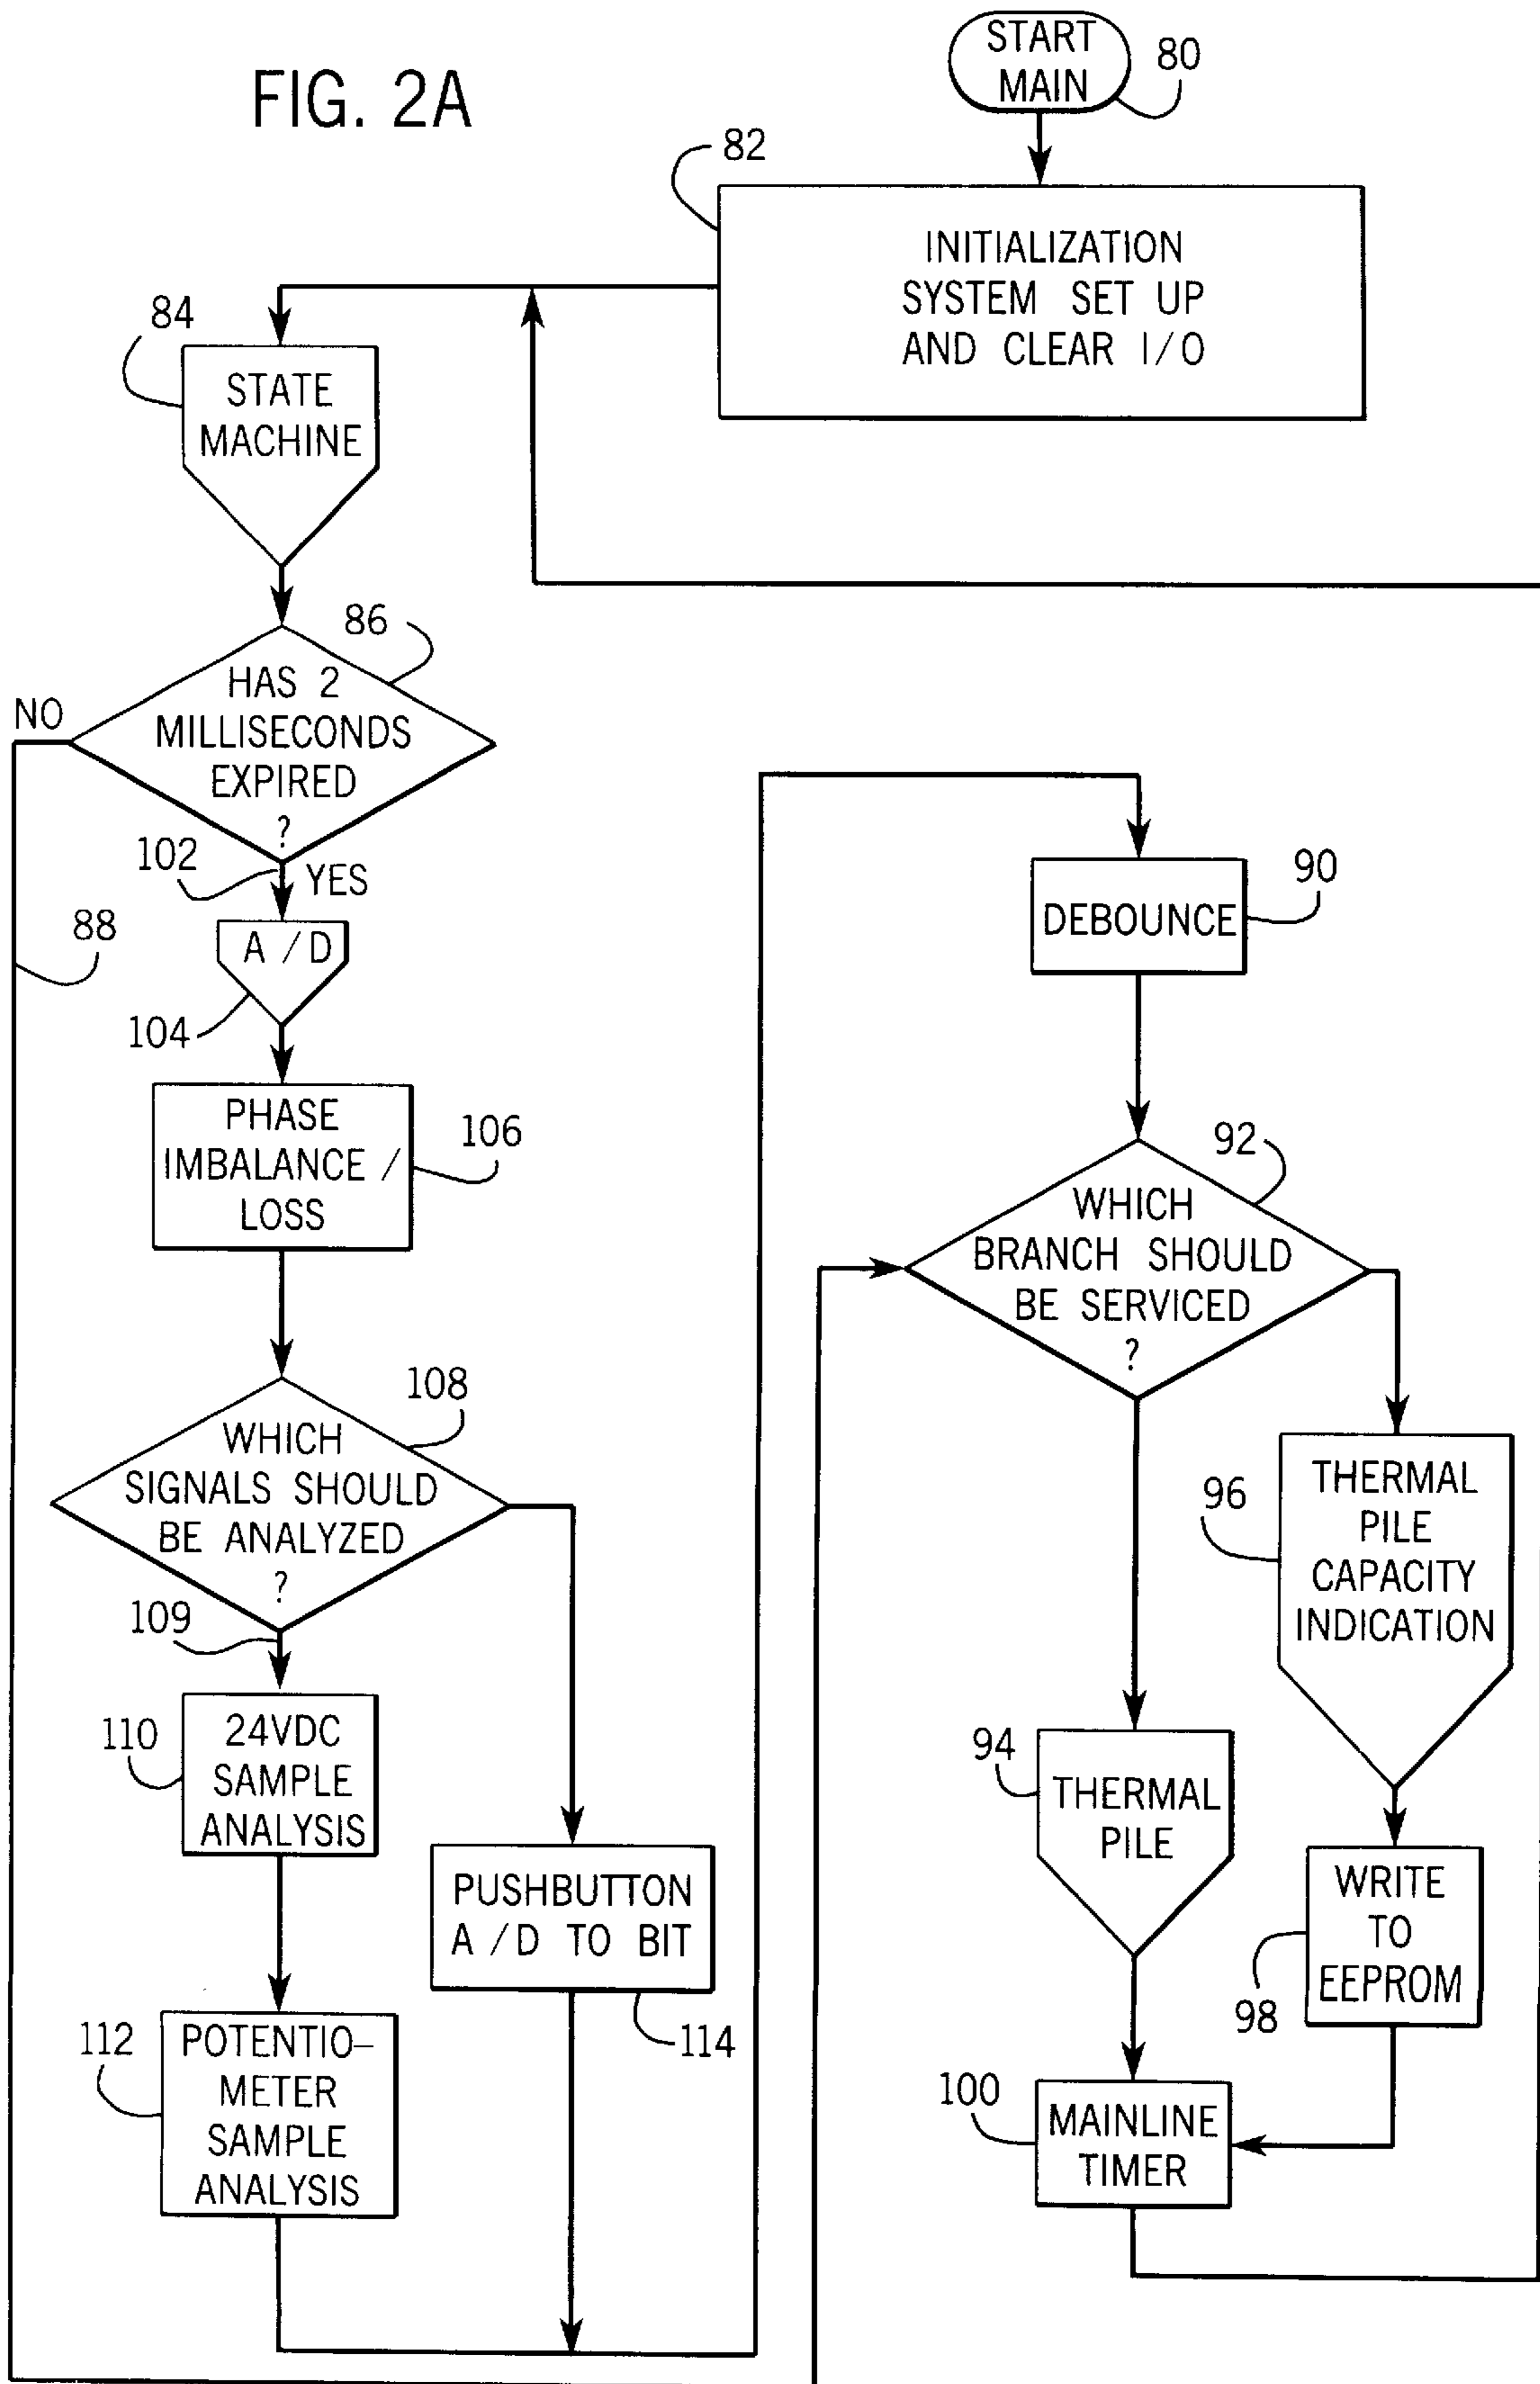 FIG. 2A
START
MAIN
80
82
INITIALIZATION
SYSTEM SET UP
AND CLEAR I/O
84
STATE
MACHINE
86
HAS 2
MILLISECONDS
EXPIRED
?
NO
102
YES
88
A/D
104
PHASE
IMBALANCE /
LOSS
106
108
WHICH
SIGNALS SHOULD
BE ANALYZED
?
109
110
24VDC
SAMPLE
ANALYSIS
112
POTENTIO-
METER
SAMPLE
ANALYSIS
PUSHBUTTON
A/D TO BIT
114
DEBOUNCE
90
92
WHICH
BRANCH SHOULD
BE SERVICED
?
94
THERMAL
PILE
96
THERMAL
PILE
CAPACITY
INDICATION
WRITE
TO
EEPROM
98
100
MAINLINE
TIMER